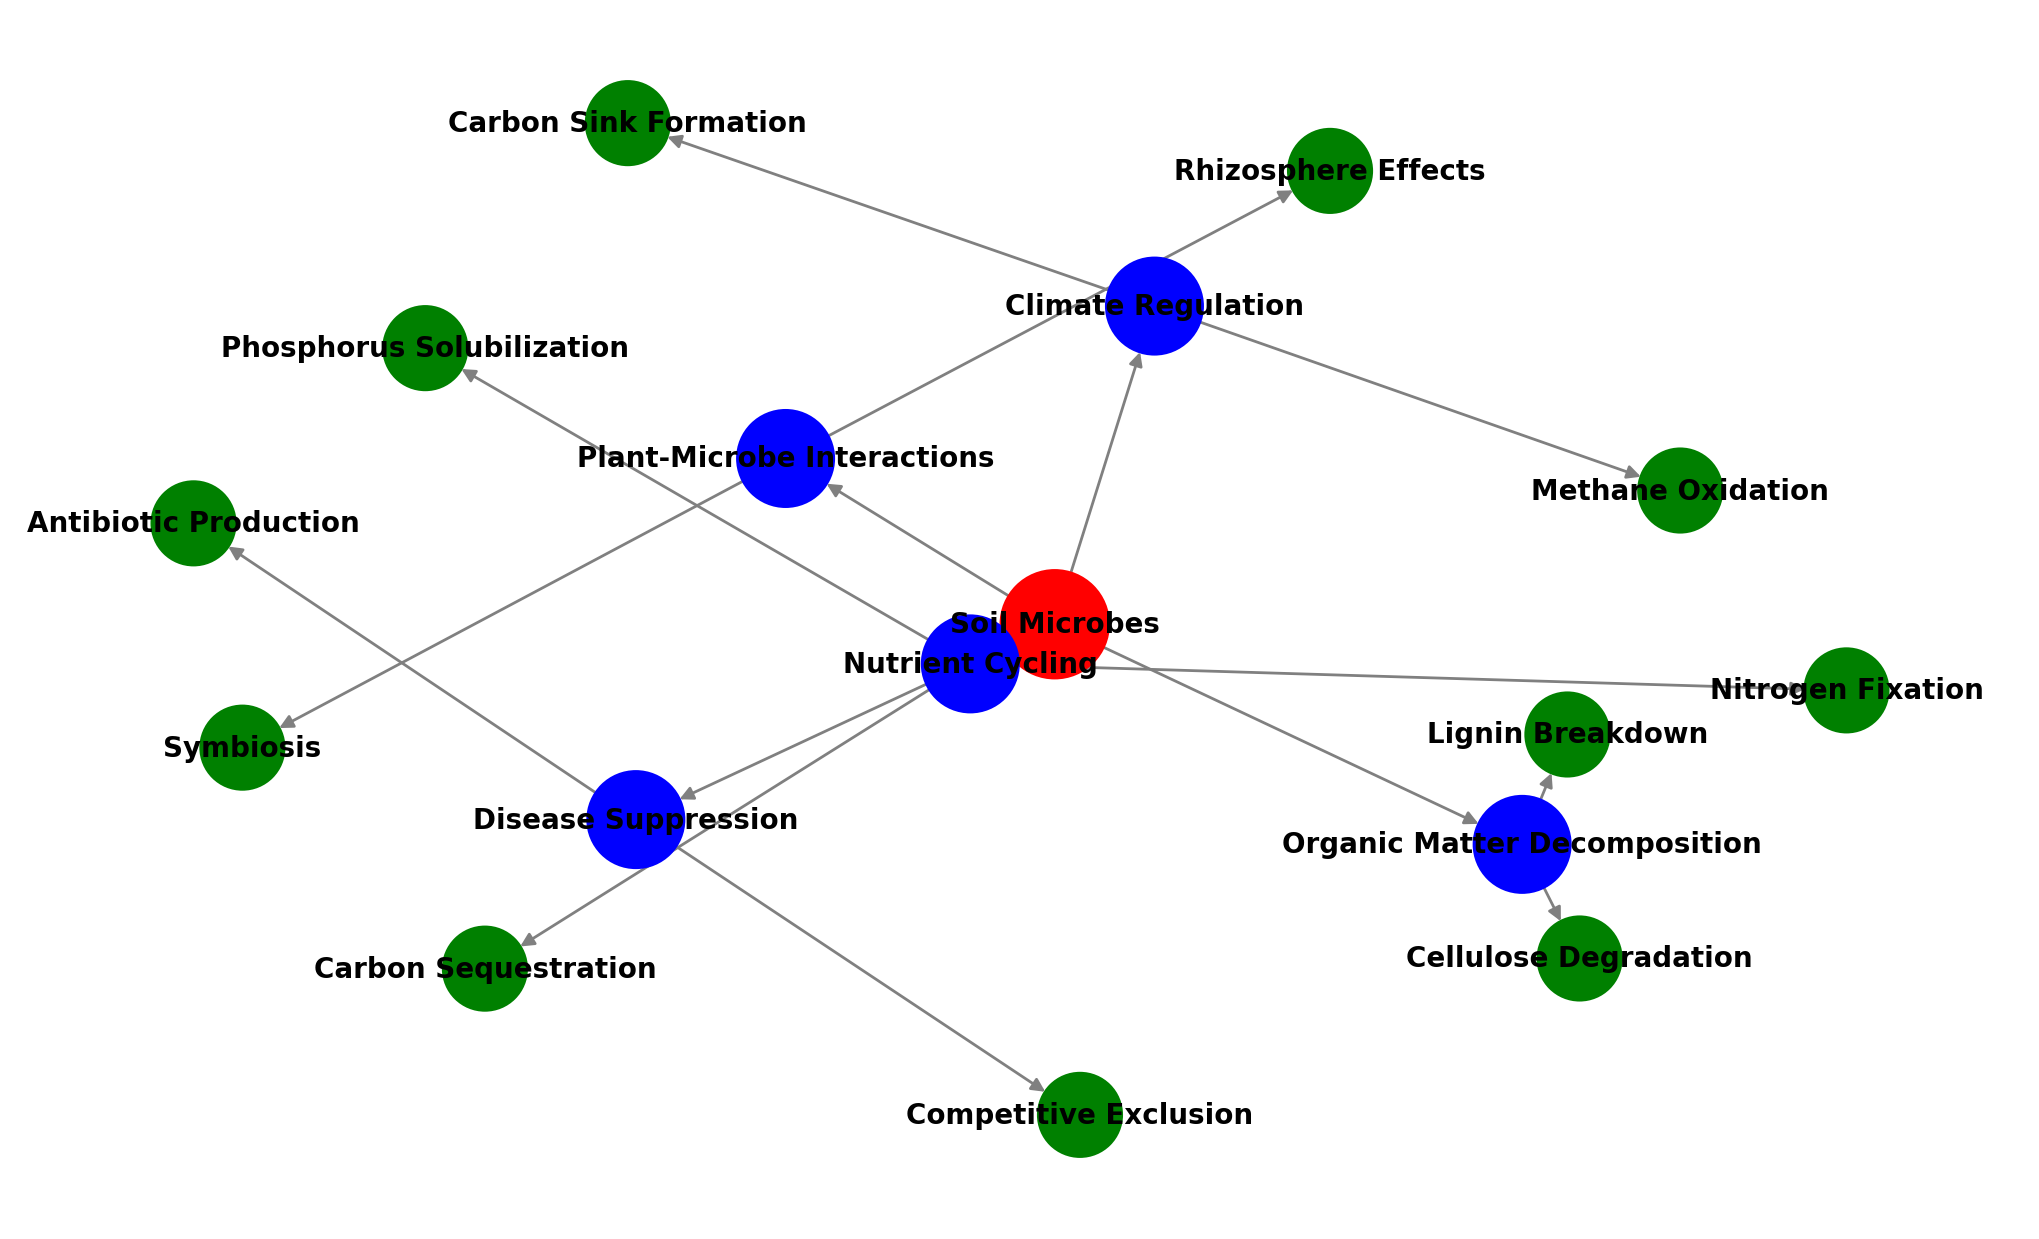 Carbon Sink Formation
Rhizosphere Effects
Climate Regulation
Phosphorus Solubilization
Plant-Microbe Interactions
Methane Oxidation
Antibiotic Production
Soil Microbes
Nutrient Cycling
Nitrogen Fixation
Lignin Breakdown
Symbiosis
Disease Suppression
Organic Matter Decomposition
Cellulose Degradation
Carbon Sequestration
Competitive Exclusion